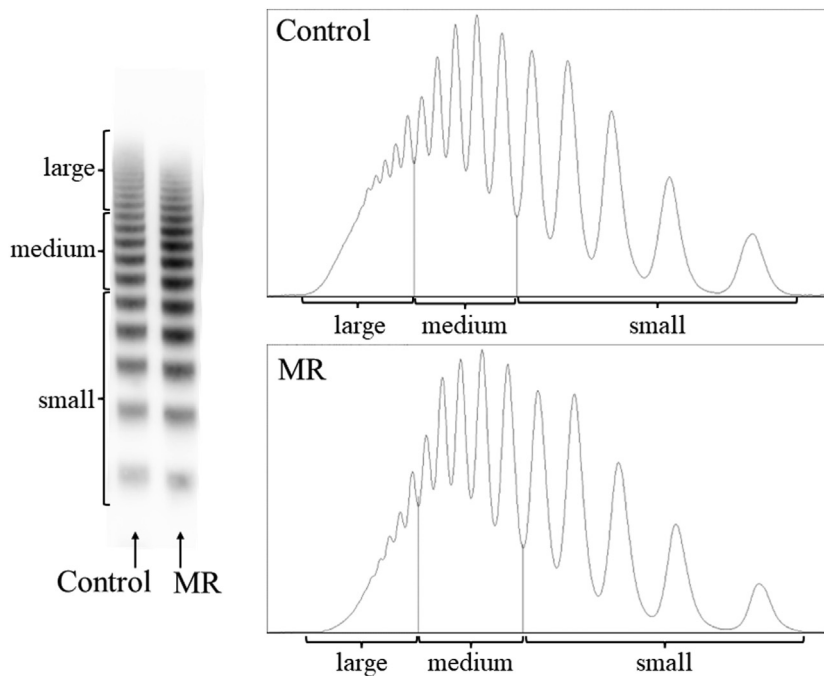 large
medium
small
Control MR
Control
large medium small
MR
large medium small